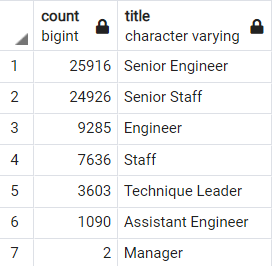 count title
bigint character varying
1 25916 Senior Engineer
2 24926 Senior Staff
3 9285 Engineer
4 7636 Staff
5 3603 Technique Leader
6 1090 Assistant Engineer
7 2 Manager